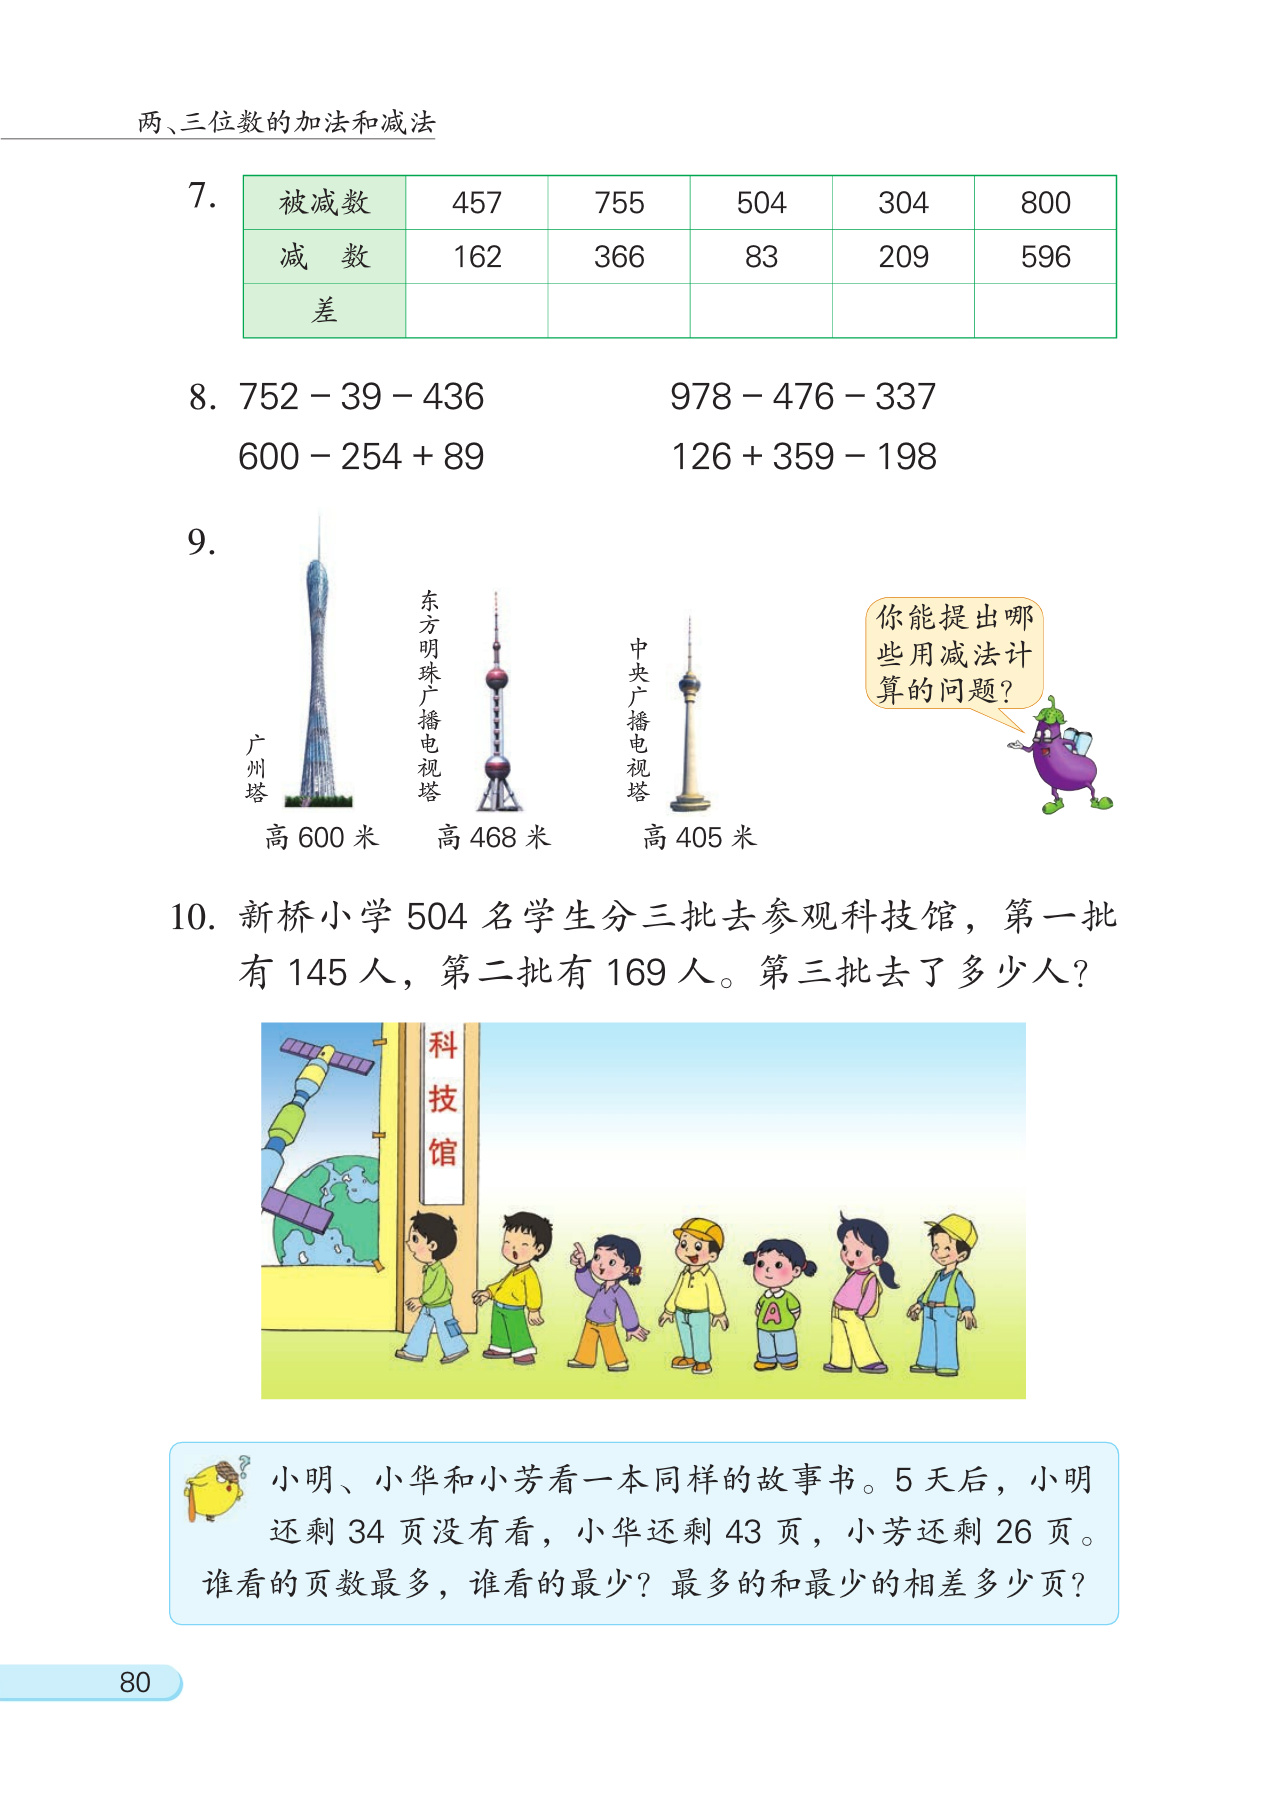 两、三位数的加法和减法
7.
被减数 457 755 504 304 800
减 数 162 366 83 209 596
差
8. 752－39－436 978－476－337
600－254＋89 126＋359－198
9.
广州塔
东方明珠广播电视塔
中央广播电视塔
你能提出哪
些用减法计
算的问题？
高 600 米 高 468 米 高 405 米
10. 新桥小学 504 名学生分三批去参观科技馆，第一批
有 145 人，第二批有 169 人。第三批去了多少人？
科技馆
A
?
小明、小华和小芳看一本同样的故事书。5 天后，小明
还剩 34 页没有看，小华还剩 43 页，小芳还剩 26 页。
谁看的页数最多，谁看的最少？最多的和最少的相差多少页？
80